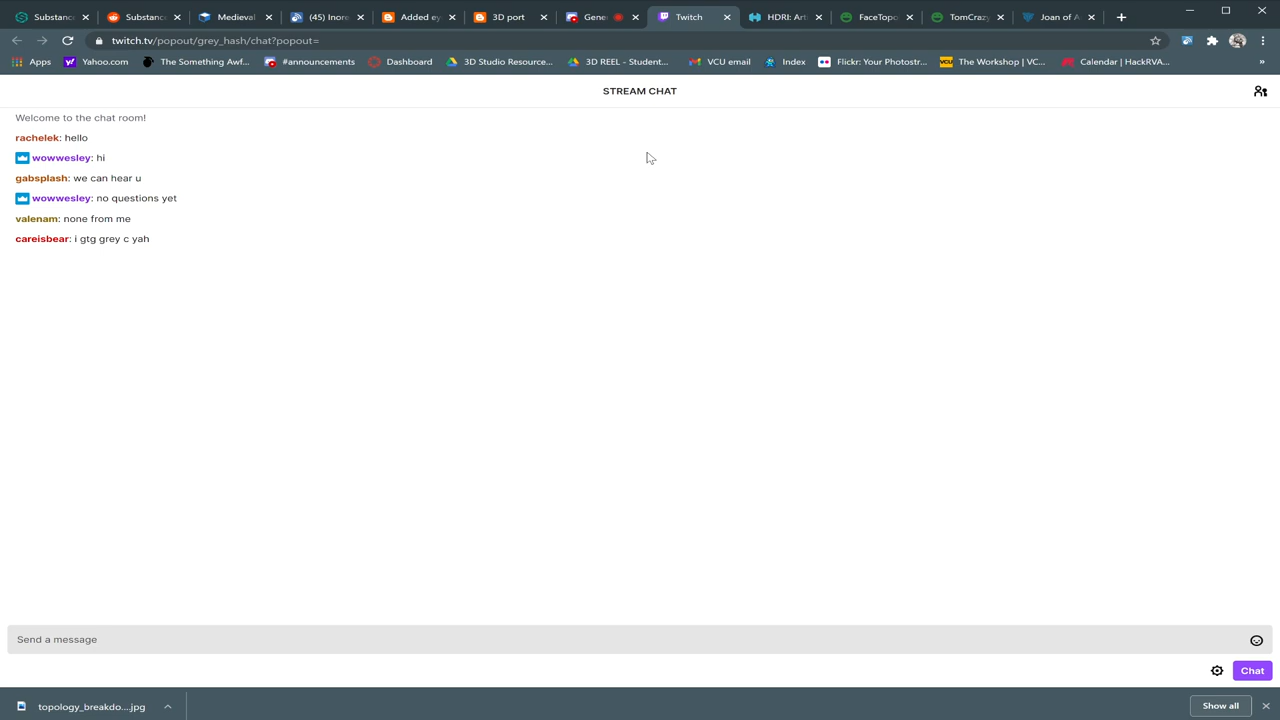 Substanc
Substanc
Medieval
(45) Inore
Added ey
3D port
Gene
Twitch
HDRI: Arti
FaceTopo
TomCrazy
Joan of A
twitch.tv/popout/grey_hash/chat?popout=
Apps
Yahoo.com
The Something Awf...
#announcements
Dashboard
3D Studio Resource...
3D REEL - Student...
VCU email
Index
Flickr: Your Photostr...
The Workshop | VC...
Calendar | HackRVA...
STREAM CHAT
Welcome to the chat room!
rachelek: hello
wowwesley: hi
gabsplash: we can hear u
wowwesley: no questions yet
valenam: none from me
careisbear: i gtg grey c yah
Send a message
Chat
topology_breakdo....jpg
Show all